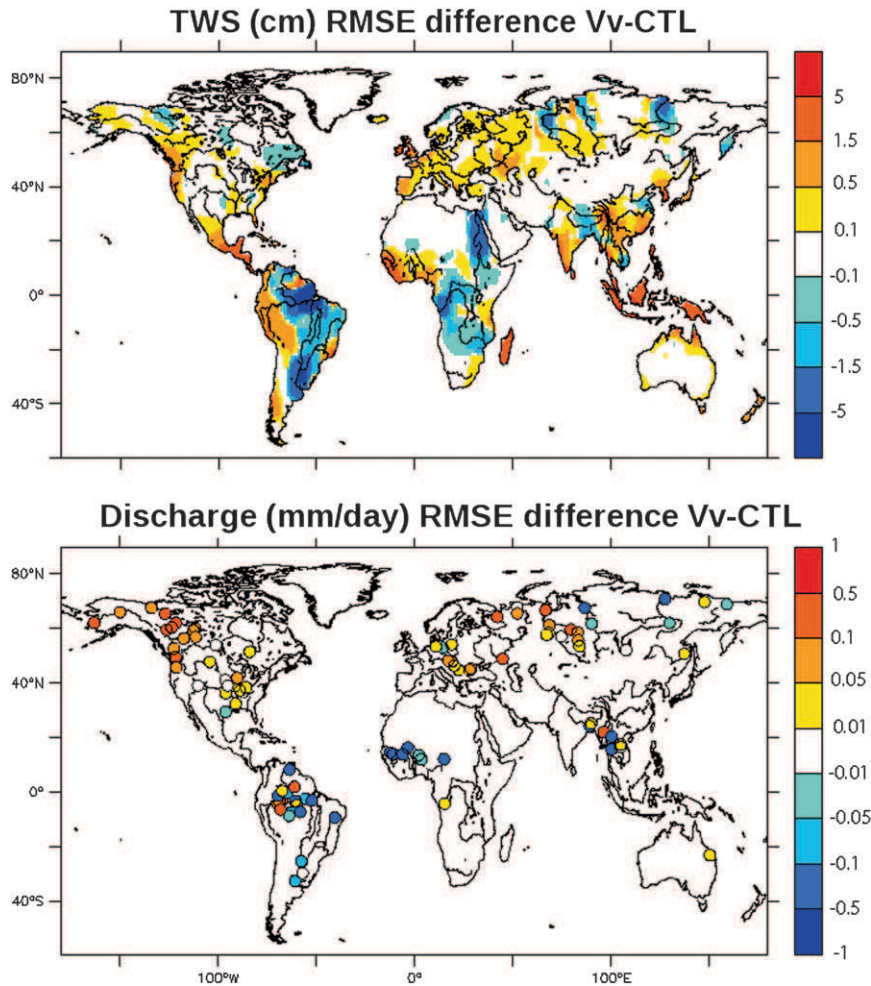 TWS (cm) RMSE difference Vv-CTL
80°N
40°N
0°
40°S
5
1.5
0.5
0.1
-0.1
-0.5
-1.5
-5
Discharge (mm/day) RMSE difference Vv-CTL
80°N
40°N
0°
40°S
100°W
0°
100°E
1
0.5
0.1
0.05
0.01
-0.01
-0.05
-0.1
-0.5
-1